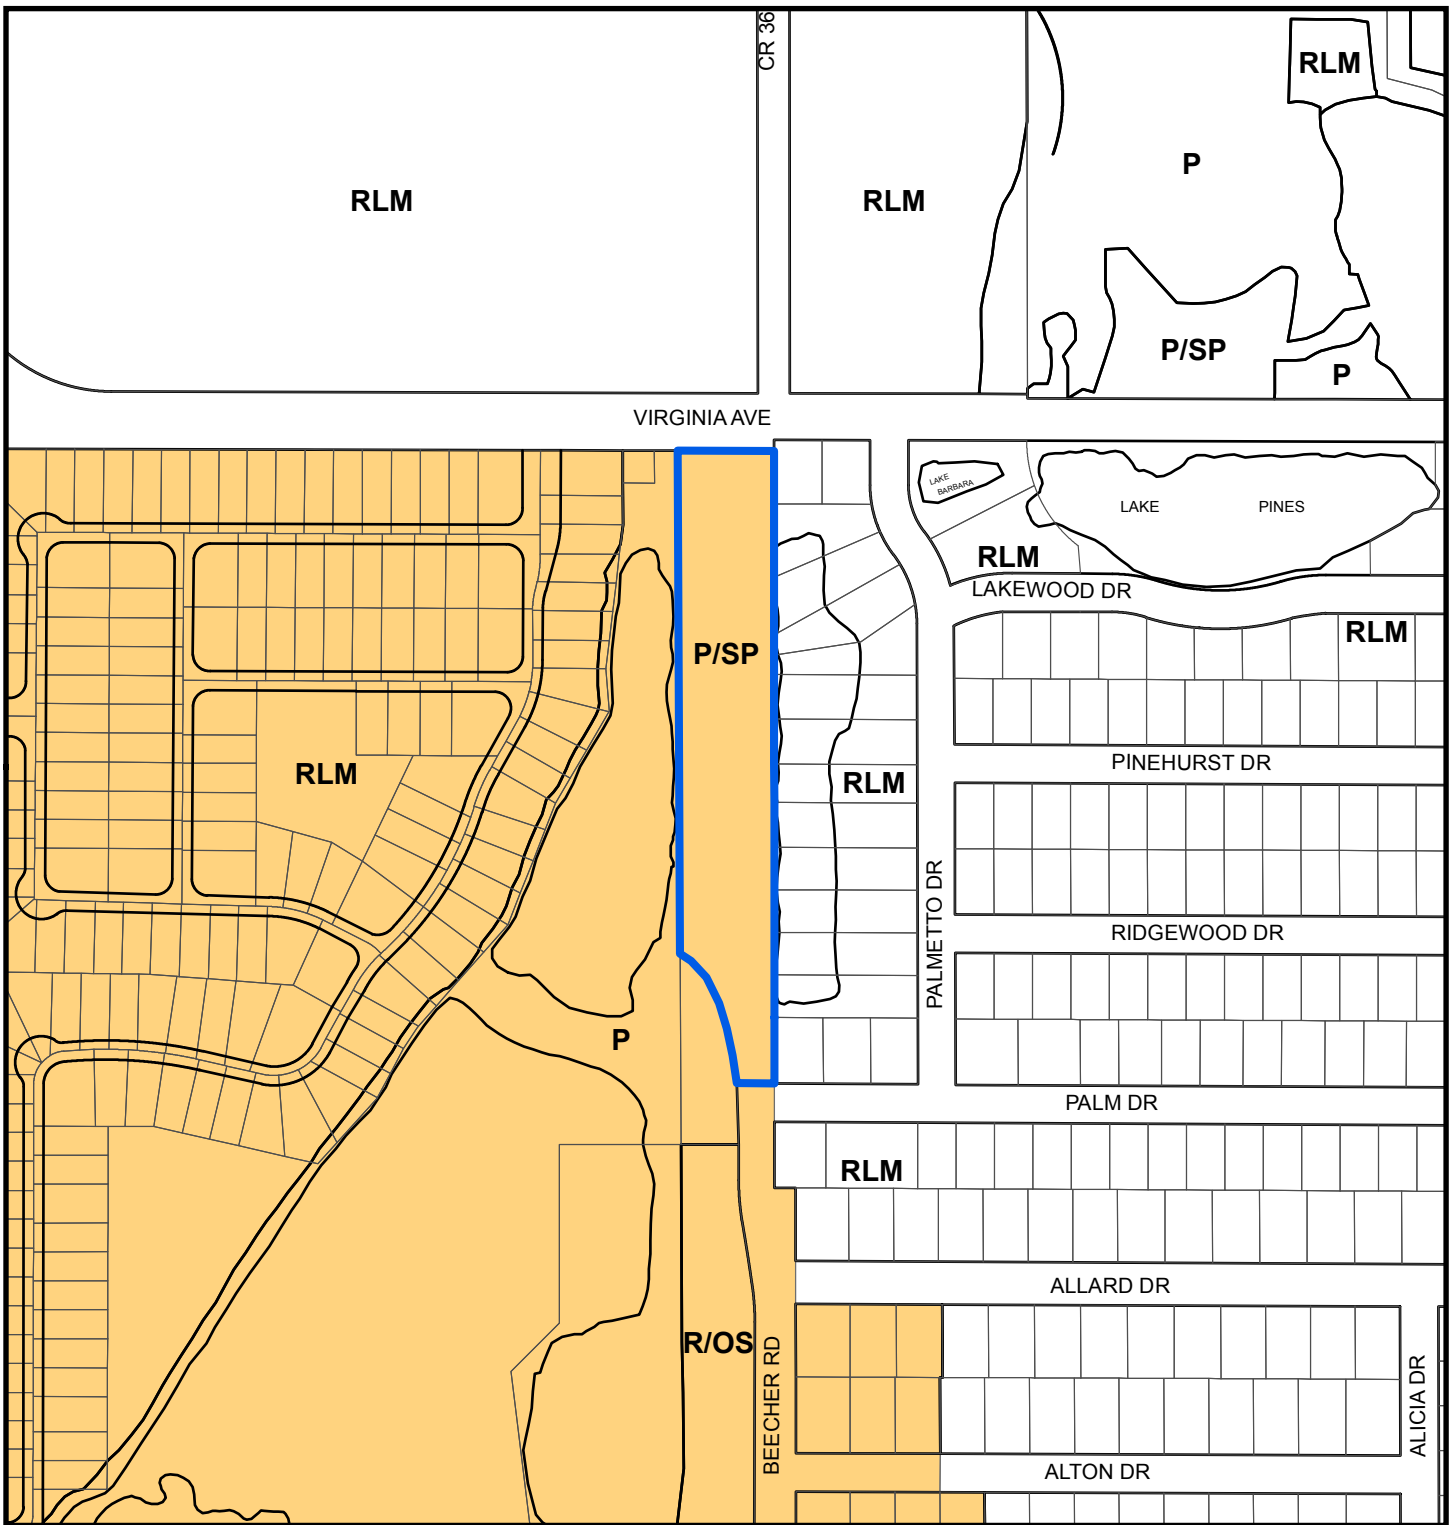 CR 36
RLM
P
RLM
RLM
P/SP
P
VIRGINIA AVE
LAKE
BARBARA
LAKE PINES
RLM
LAKEWOOD DR
RLM
P/SP
PINEHURST DR
RLM
RLM
PALMETTO DR
RIDGEWOOD DR
P
PALM DR
RLM
ALLARD DR
R/OS
BEECHER RD
ALICIA DR
ALTON DR